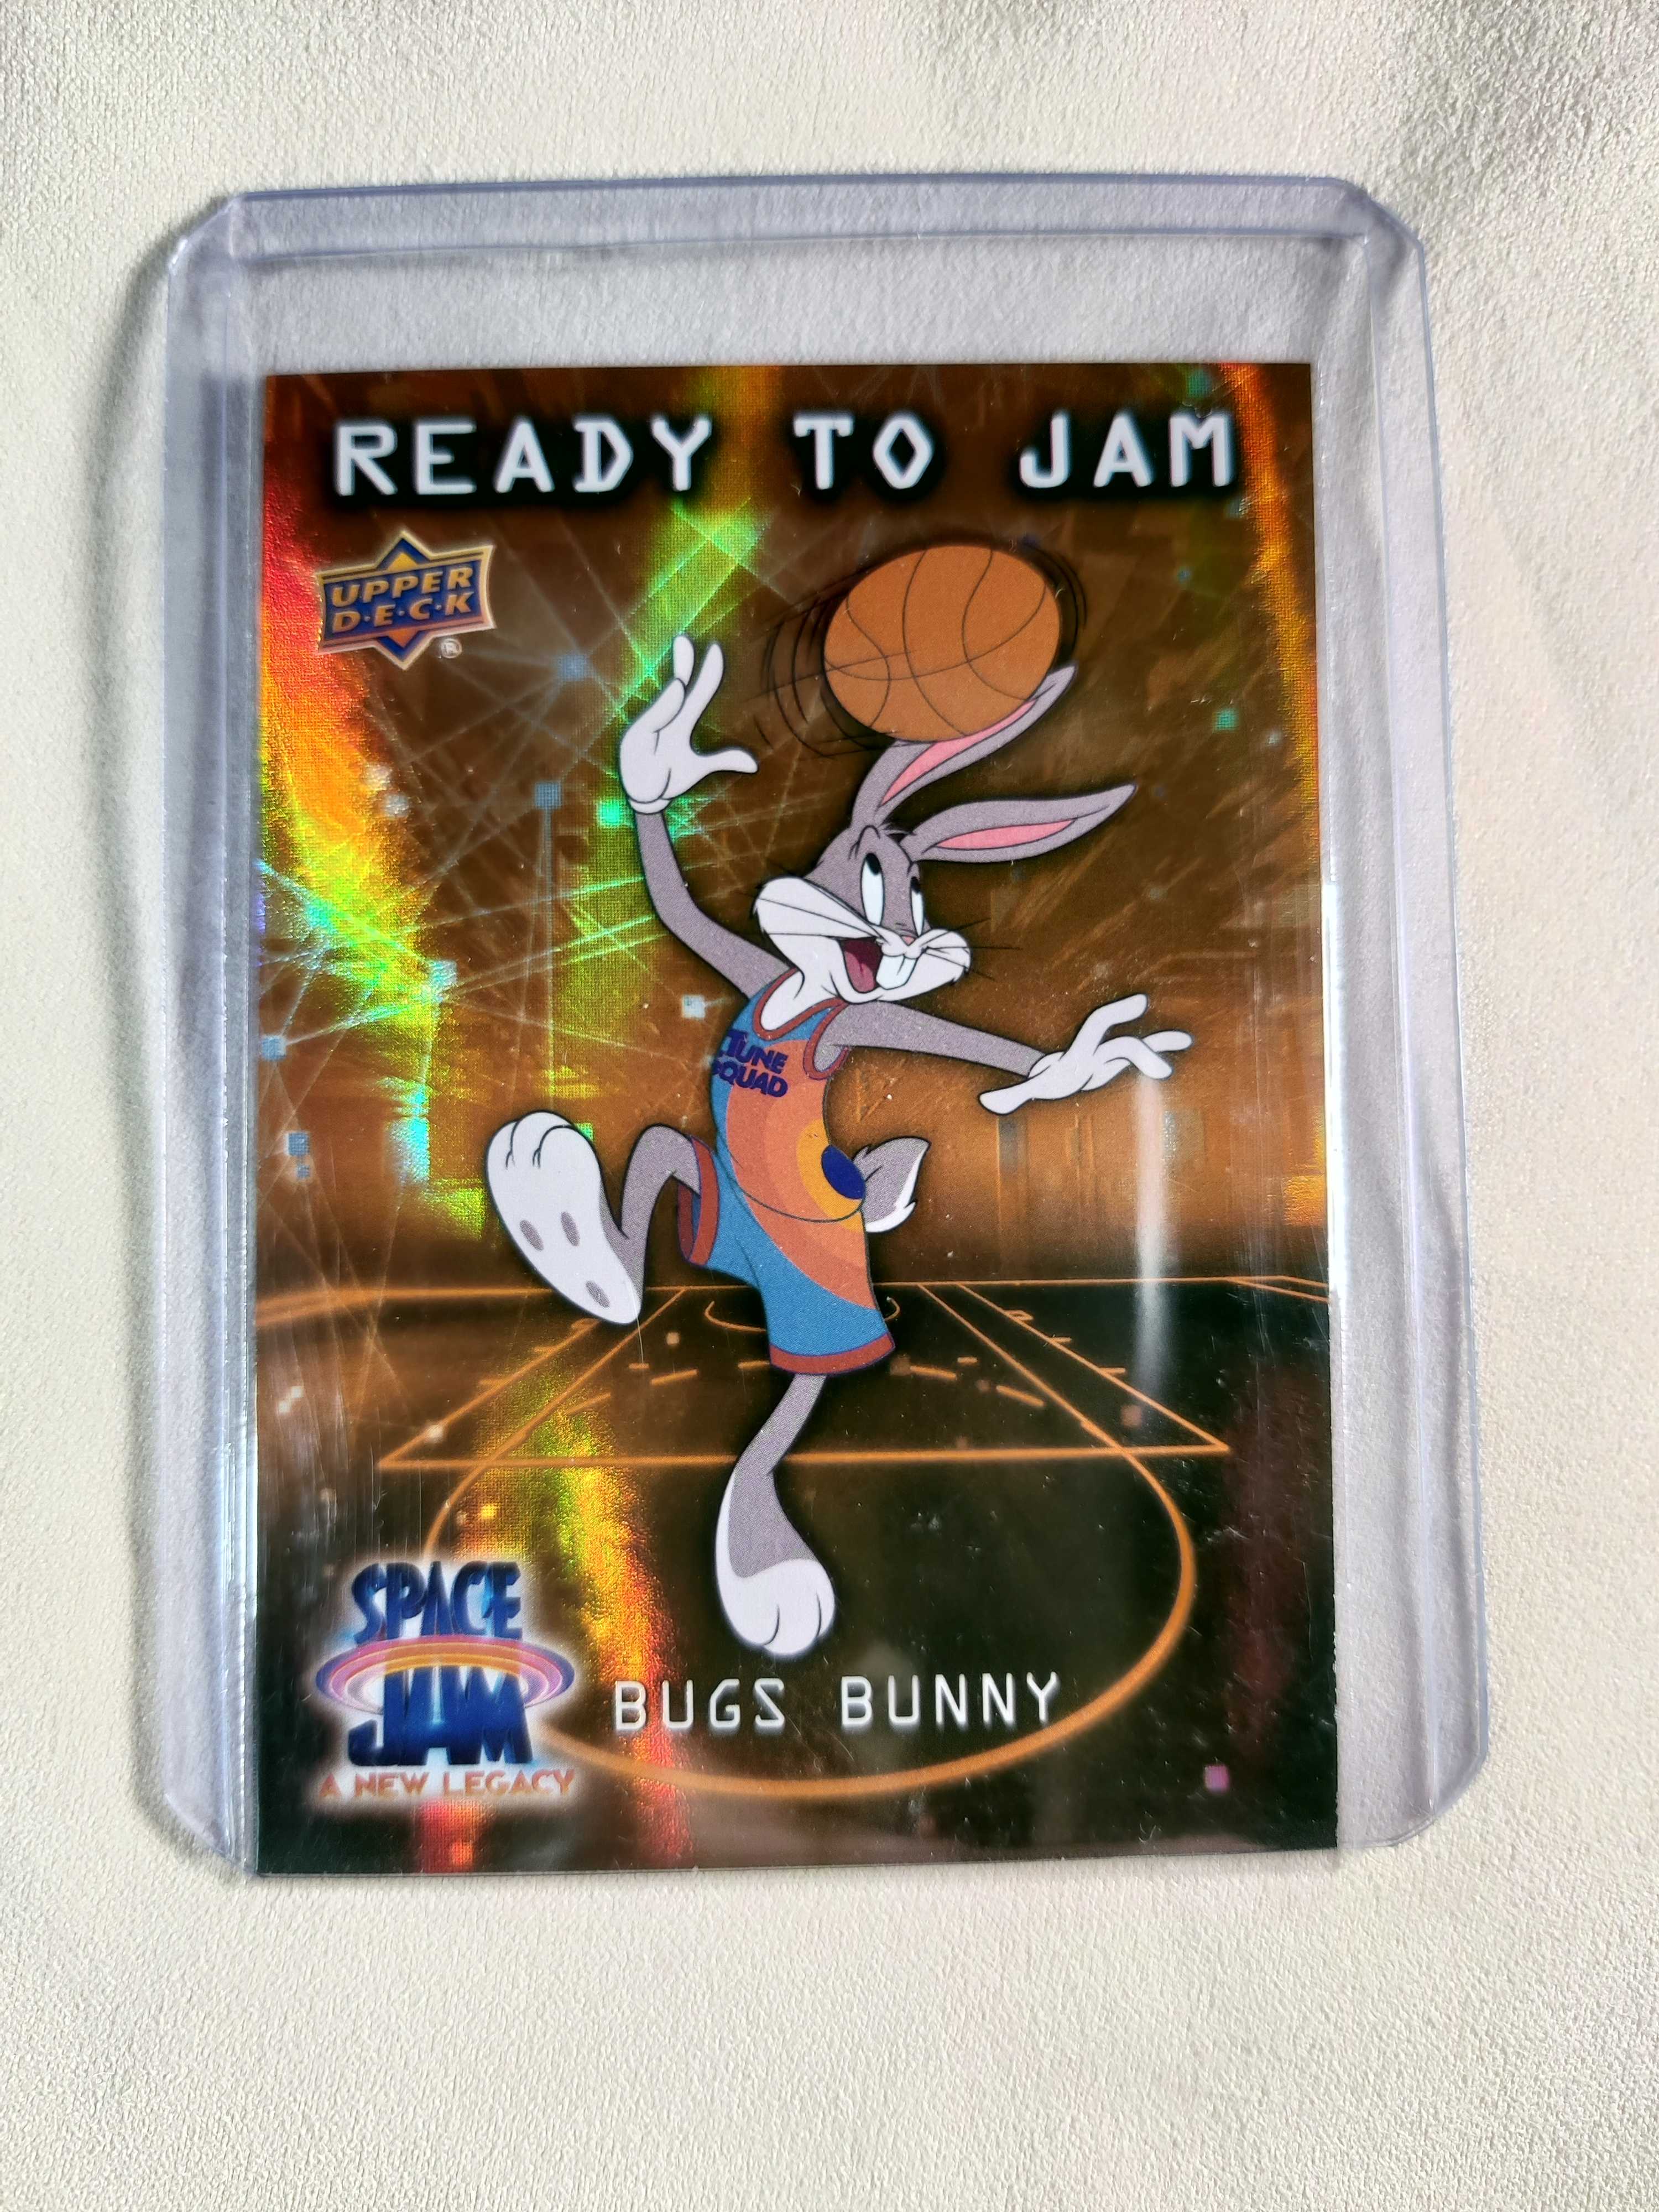 READY TO JAM
UPPER
D·E·C·K
®
TUNE
SQUAD
SPACE
JAM
A NEW LEGACY
BUGS BUNNY